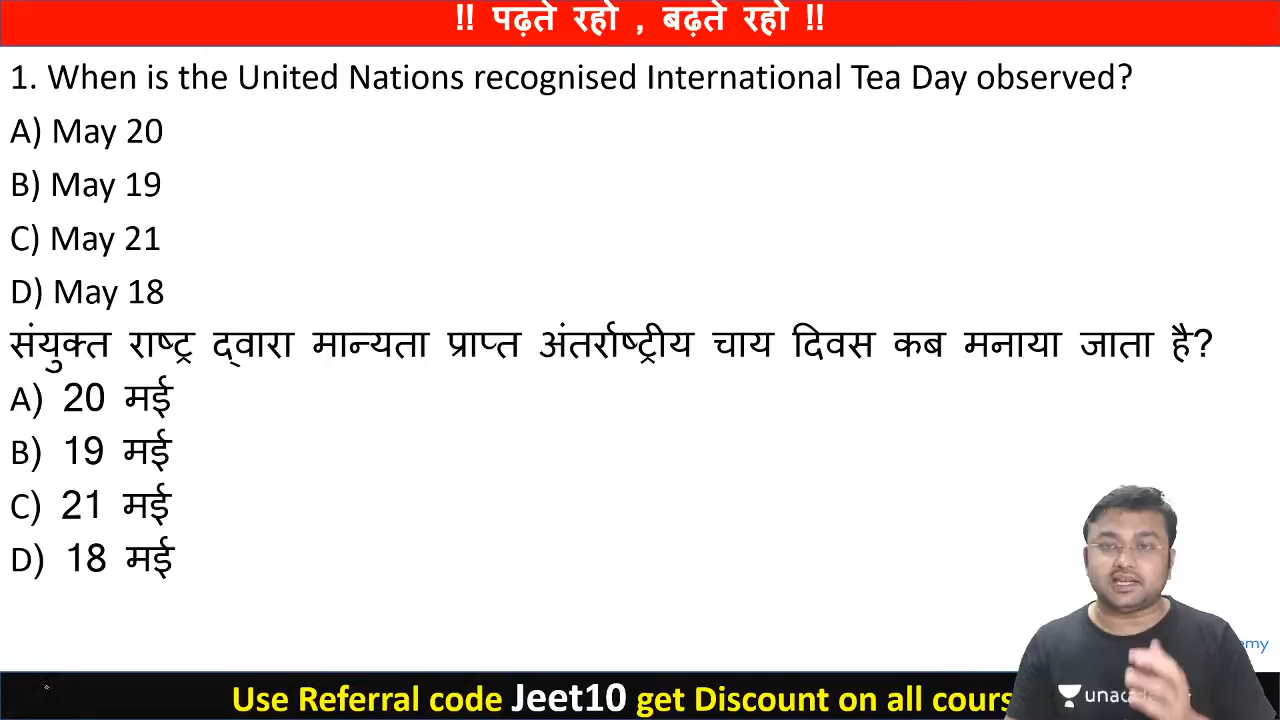 !! पढ़ते रहो , बढ़ते रहो !!
1. When is the United Nations recognised International Tea Day observed?
A) May 20
B) May 19
C) May 21
D) May 18
संयुक्त राष्ट्र द्वारा मान्यता प्राप्त अंतर्राष्ट्रीय चाय दिवस कब मनाया जाता है?
A) 20 मई
B) 19 मई
C) 21 मई
D) 18 मई
Use Referral code Jeet10 get Discount on all